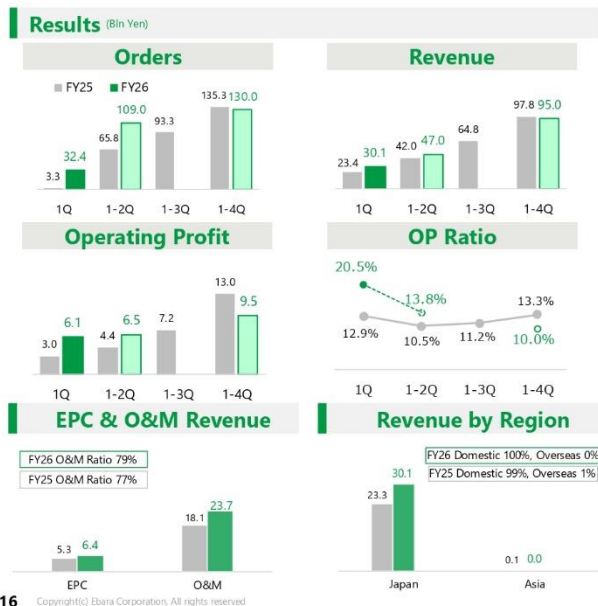 Results (Bln Yen)
Orders
FY25 FY26
3.3 32.4 65.8 109.0 93.3 135.3 130.0
1Q 1-2Q 1-3Q 1-4Q
Revenue
23.4 30.1 42.0 47.0 64.8 97.8 95.0
1Q 1-2Q 1-3Q 1-4Q
Operating Profit
3.0 6.1 4.4 6.5 7.2 13.0 9.5
1Q 1-2Q 1-3Q 1-4Q
OP Ratio
20.5% 13.8% 13.3%
12.9% 10.5% 11.2% 10.0%
1Q 1-2Q 1-3Q 1-4Q
EPC & O&M Revenue
FY26 O&M Ratio 79%
FY25 O&M Ratio 77%
5.3 6.4 18.1 23.7
EPC O&M
Revenue by Region
FY26 Domestic 100%, Overseas 0%
FY25 Domestic 99%, Overseas 1%
23.3 30.1 0.1 0.0
Japan Asia
16 Copyright(c) Ebara Corporation, All rights reserved